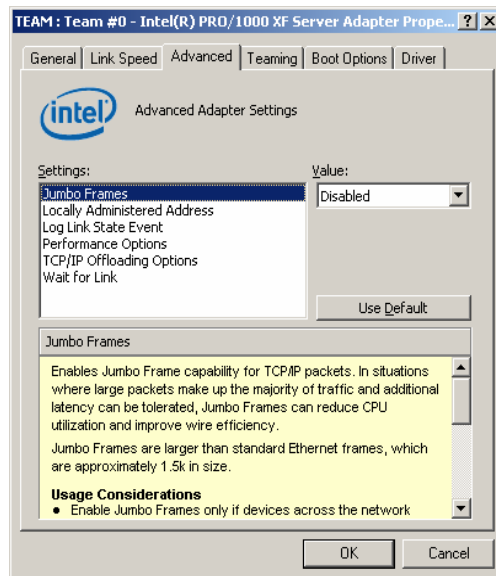 TEAM : Team #0 - Intel(R) PRO/1000 XF Server Adapter Prope...
General
Link Speed
Advanced
Teaming
Boot Options
Driver
intel
Advanced Adapter Settings
Settings:
Value:
Jumbo Frames
Disabled
Locally Administered Address
Log Link State Event
Performance Options
TCP/IP Offloading Options
Wait for Link
Use Default
Jumbo Frames
Enables Jumbo Frame capability for TCP/IP packets. In situations
where large packets make up the majority of traffic and additional
latency can be tolerated, Jumbo Frames can reduce CPU
utilization and improve wire efficiency.
Jumbo Frames are larger than standard Ethernet frames, which
are approximately 1.5k in size.
Usage Considerations
• Enable Jumbo Frames only if devices across the network
OK
Cancel